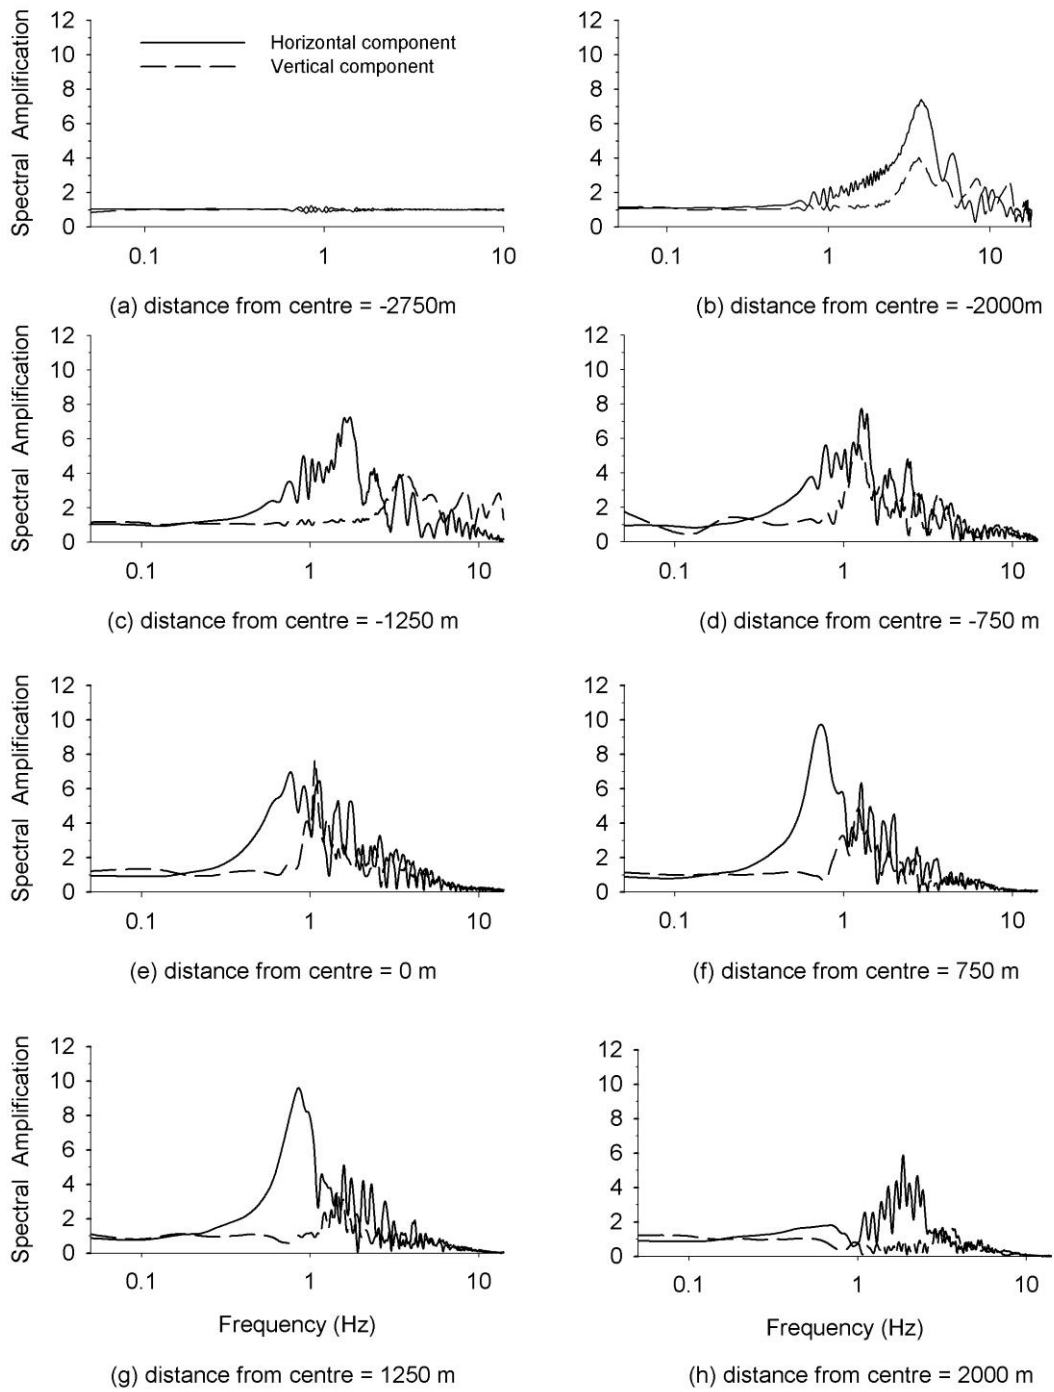 12
10
8
6
4
2
0
Spectral Amplification
Horizontal component
Vertical component
0.1 1 10
(a) distance from centre = -2750m
12
10
8
6
4
2
0
0.1 1 10
(b) distance from centre = -2000m
12
10
8
6
4
2
0
Spectral Amplification
0.1 1 10
(c) distance from centre = -1250 m
12
10
8
6
4
2
0
0.1 1 10
(d) distance from centre = -750 m
12
10
8
6
4
2
0
Spectral Amplification
0.1 1 10
(e) distance from centre = 0 m
12
10
8
6
4
2
0
0.1 1 10
(f) distance from centre = 750 m
12
10
8
6
4
2
0
Spectral Amplification
0.1 1 10
Frequency (Hz)
(g) distance from centre = 1250 m
12
10
8
6
4
2
0
0.1 1 10
Frequency (Hz)
(h) distance from centre = 2000 m